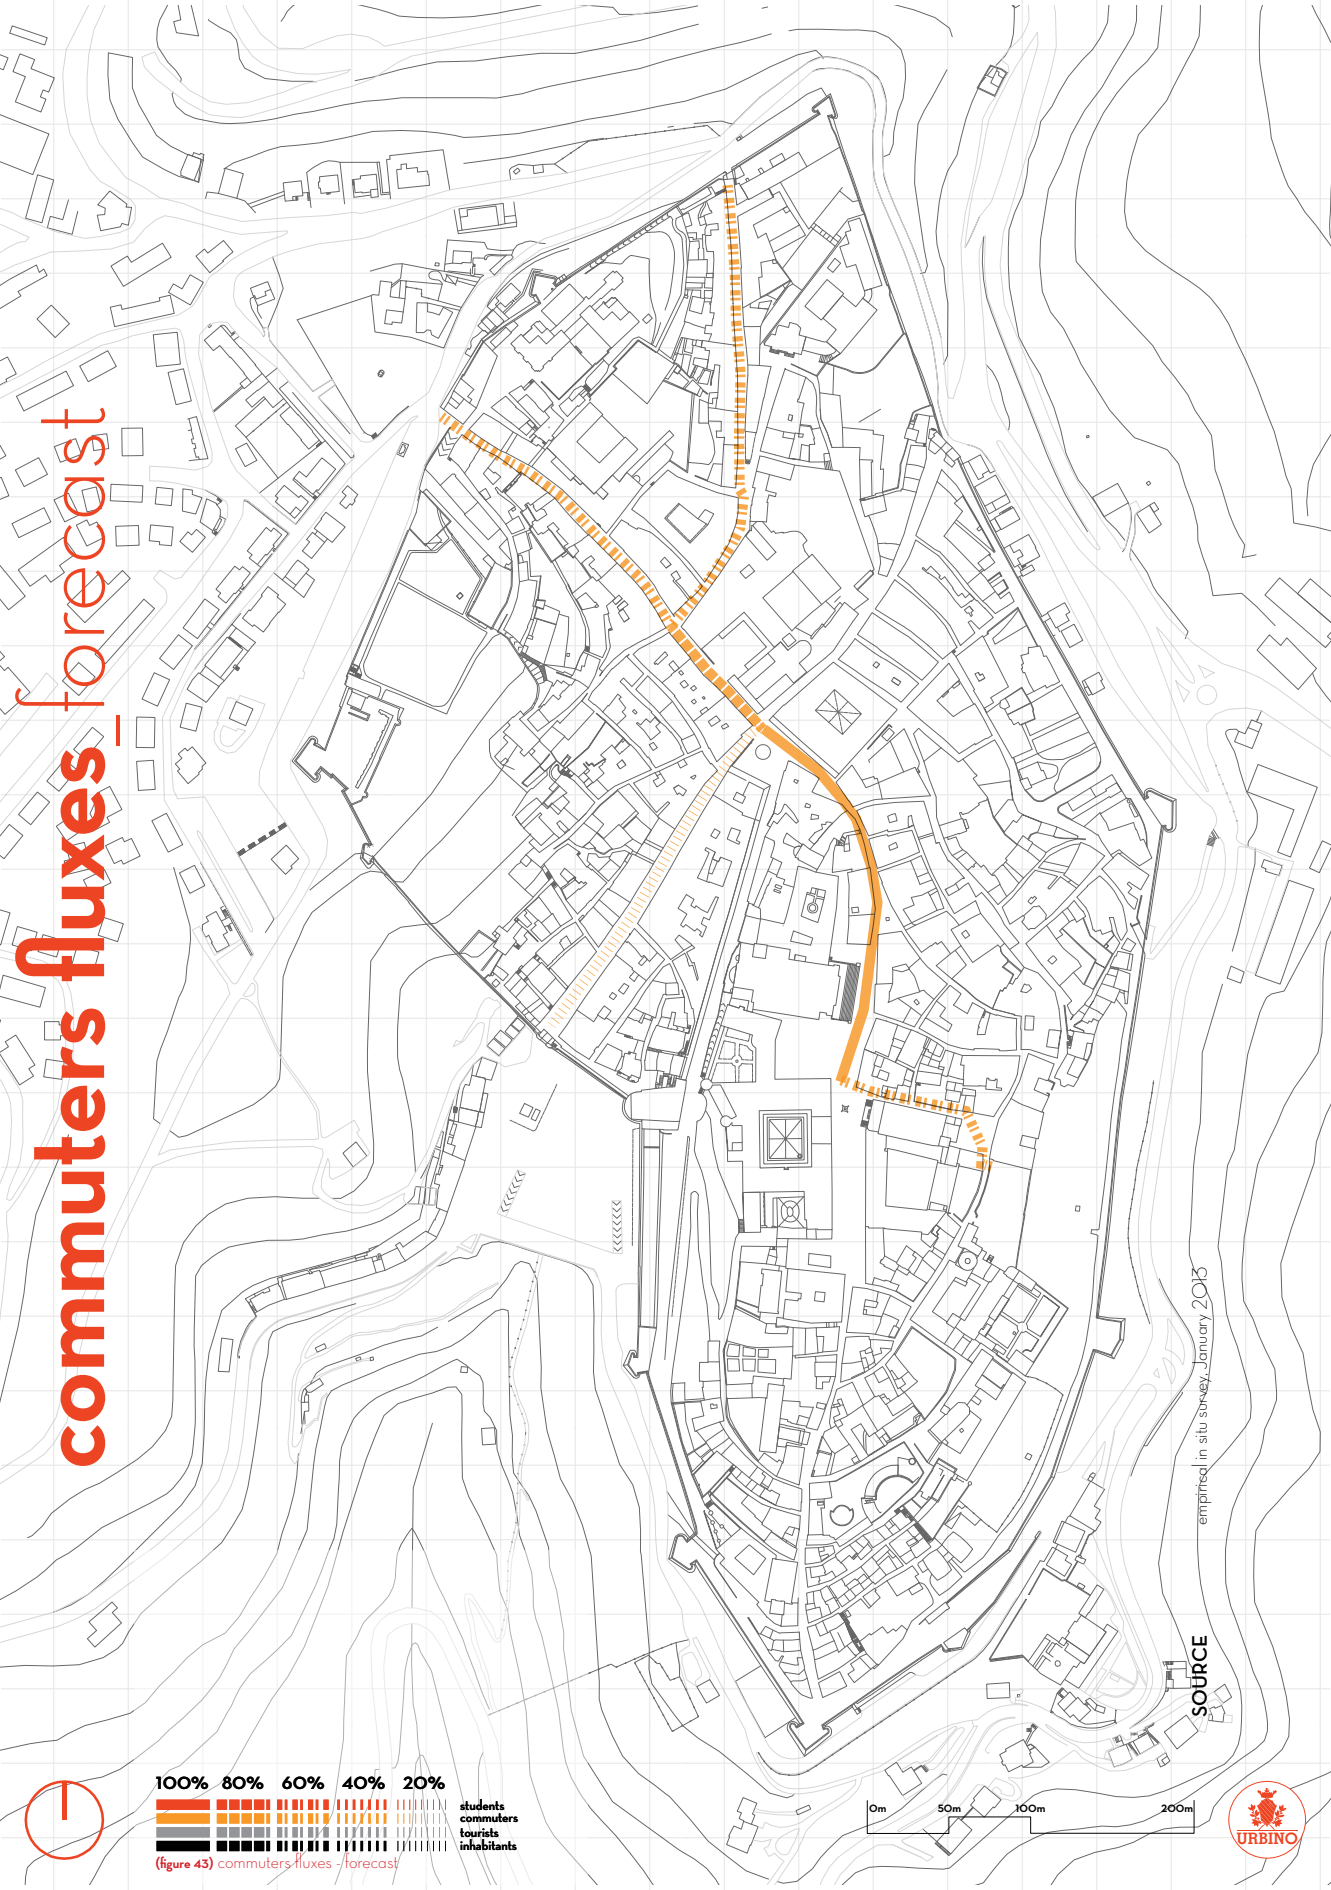 commuters fluxes_forecast
empirical in situ survey, January 2013
SOURCE
100% 80% 60% 40% 20%
students
commuters
tourists
inhabitants
(figure 43) commuters fluxes - forecast
0m 50m 100m 200m
URBINO